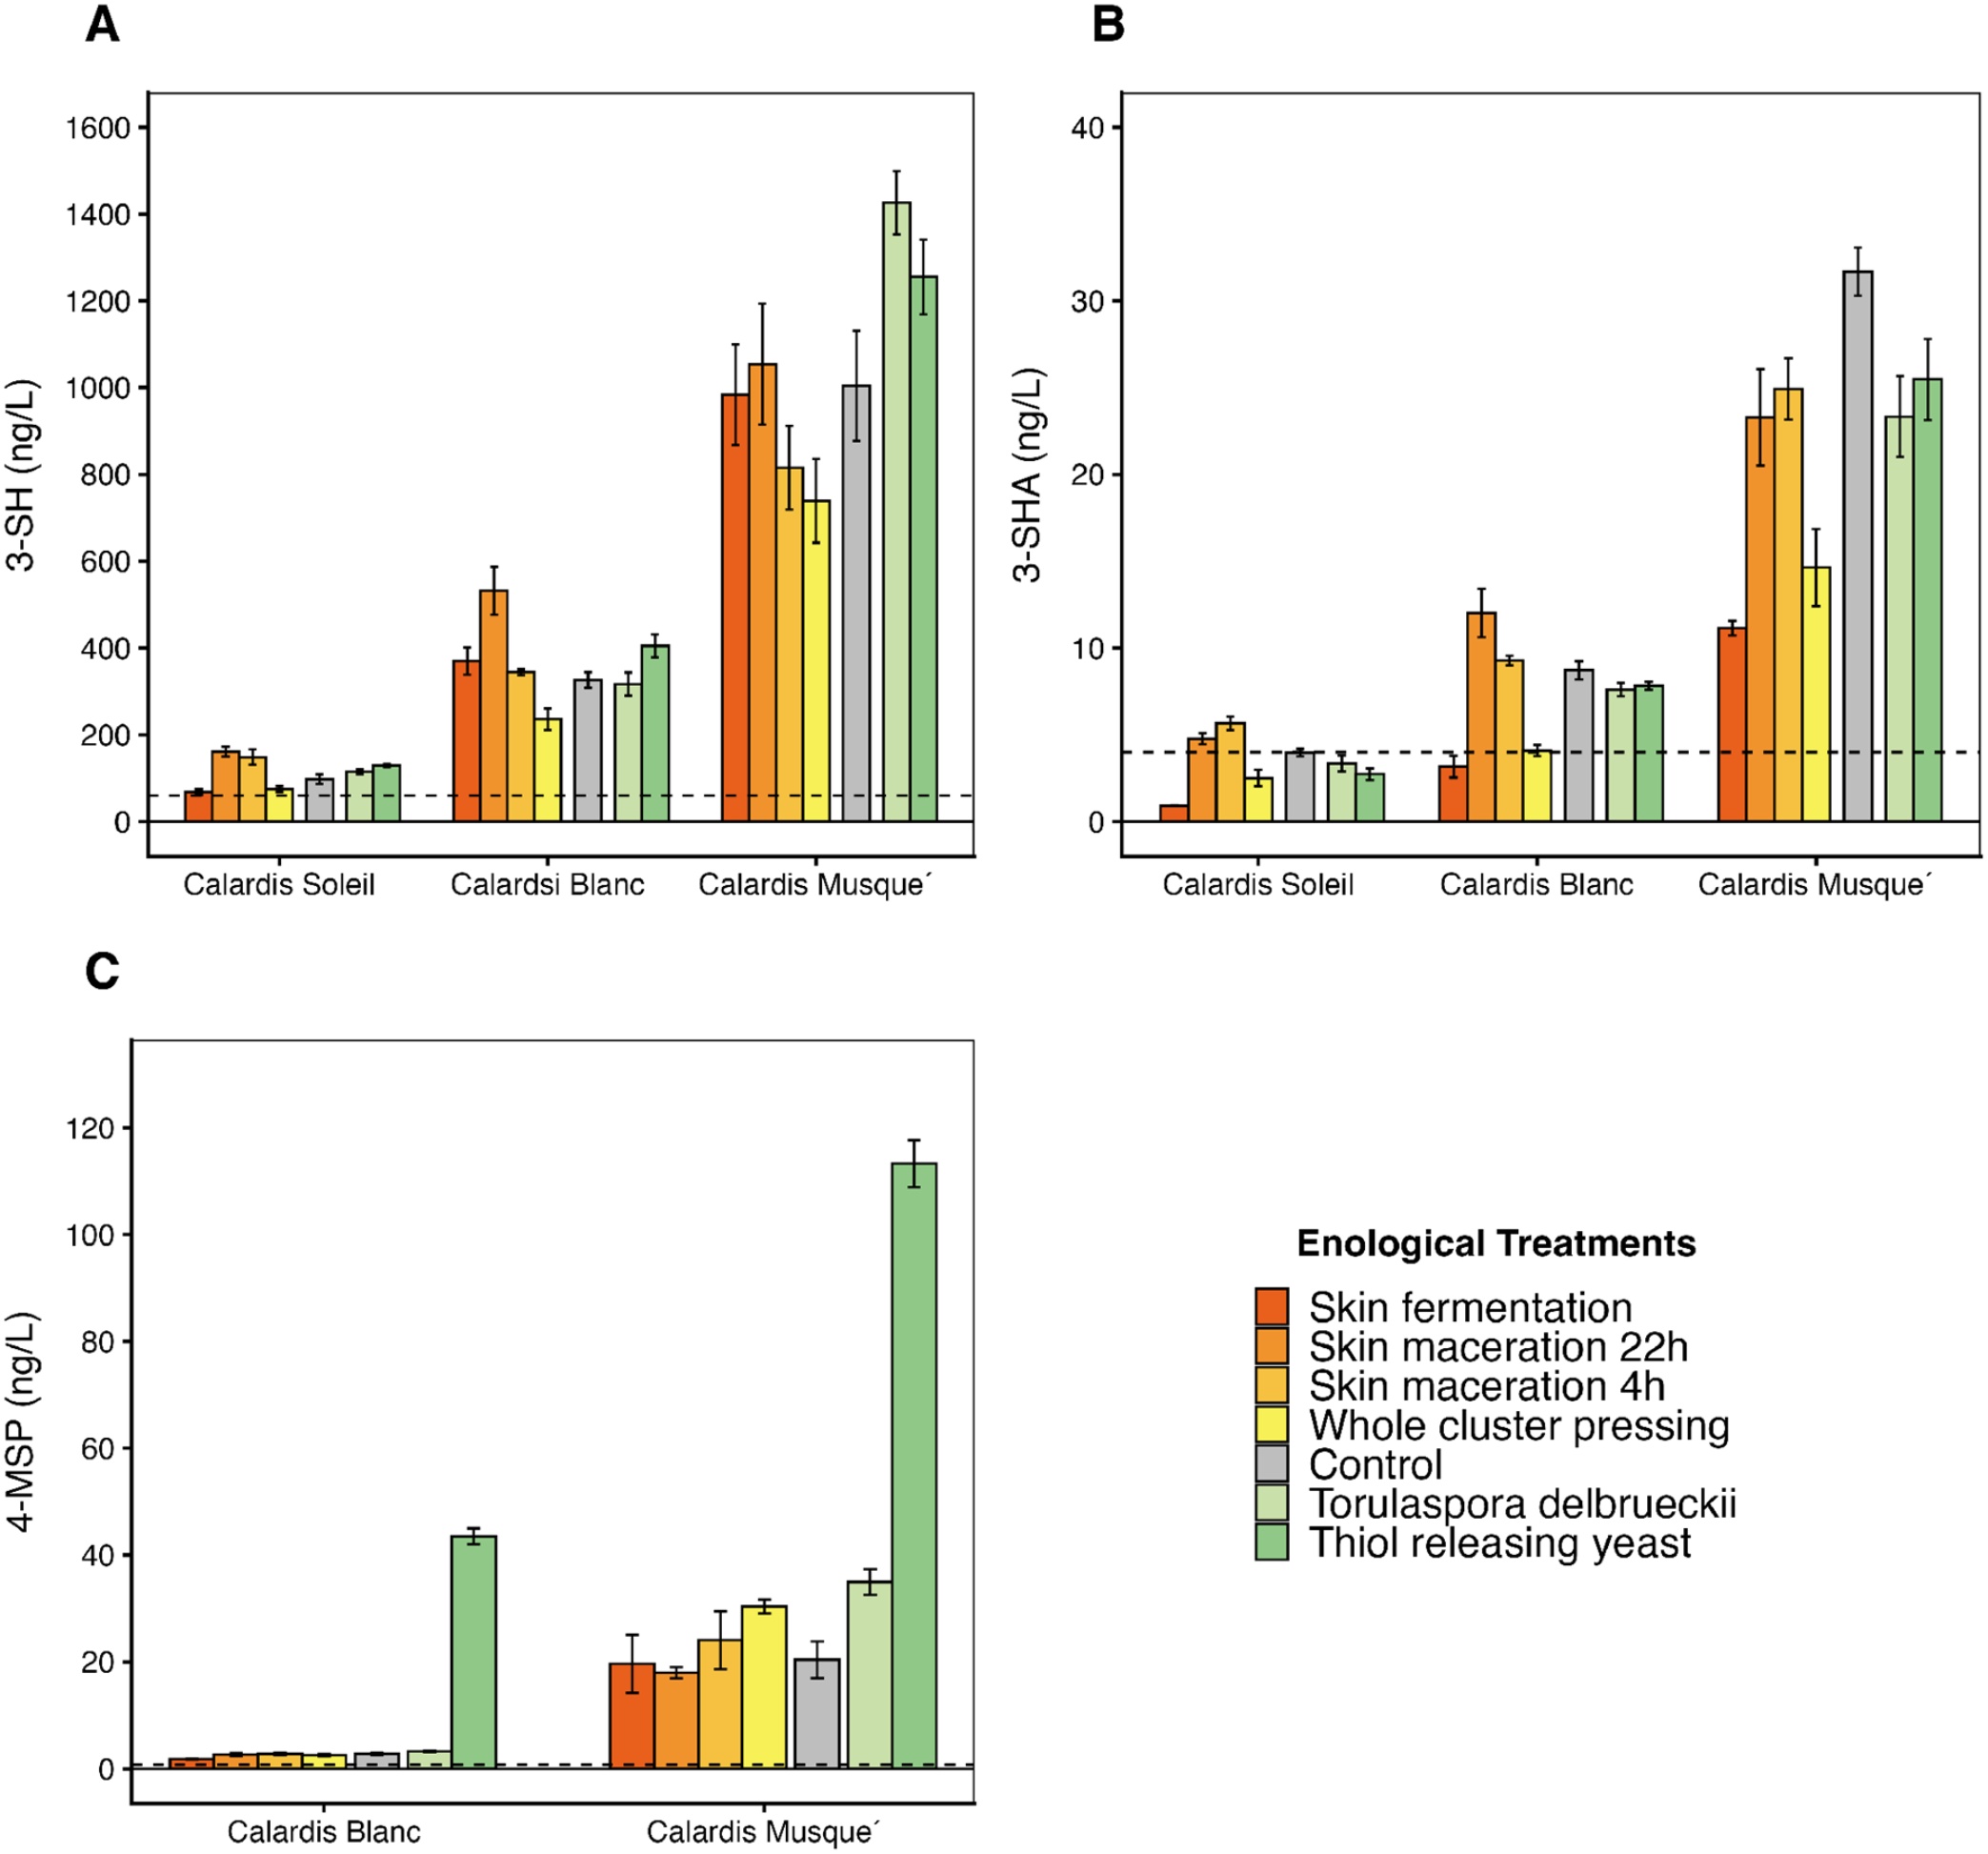 A
3-SH (ng/L)
1600
1400
1200
1000
800
600
400
200
0
Calardis Soleil
Calardsi Blanc
Calardis Musque´
B
3-SHA (ng/L)
40
30
20
10
0
Calardis Soleil
Calardis Blanc
Calardis Musque´
C
4-MSP (ng/L)
120
100
80
60
40
20
0
Calardis Blanc
Calardis Musque´
Enological Treatments
Skin fermentation
Skin maceration 22h
Skin maceration 4h
Whole cluster pressing
Control
Torulaspora delbrueckii
Thiol releasing yeast